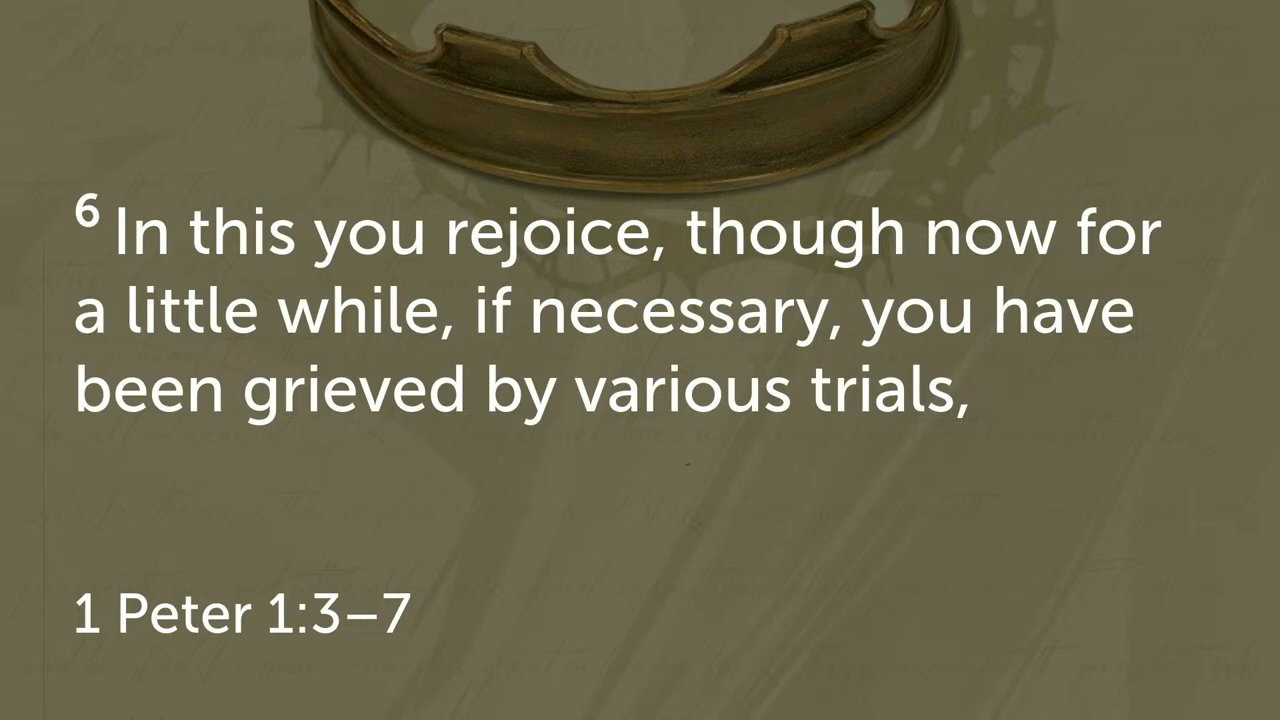 6 In this you rejoice, though now for
a little while, if necessary, you have
been grieved by various trials,
1 Peter 1:3–7